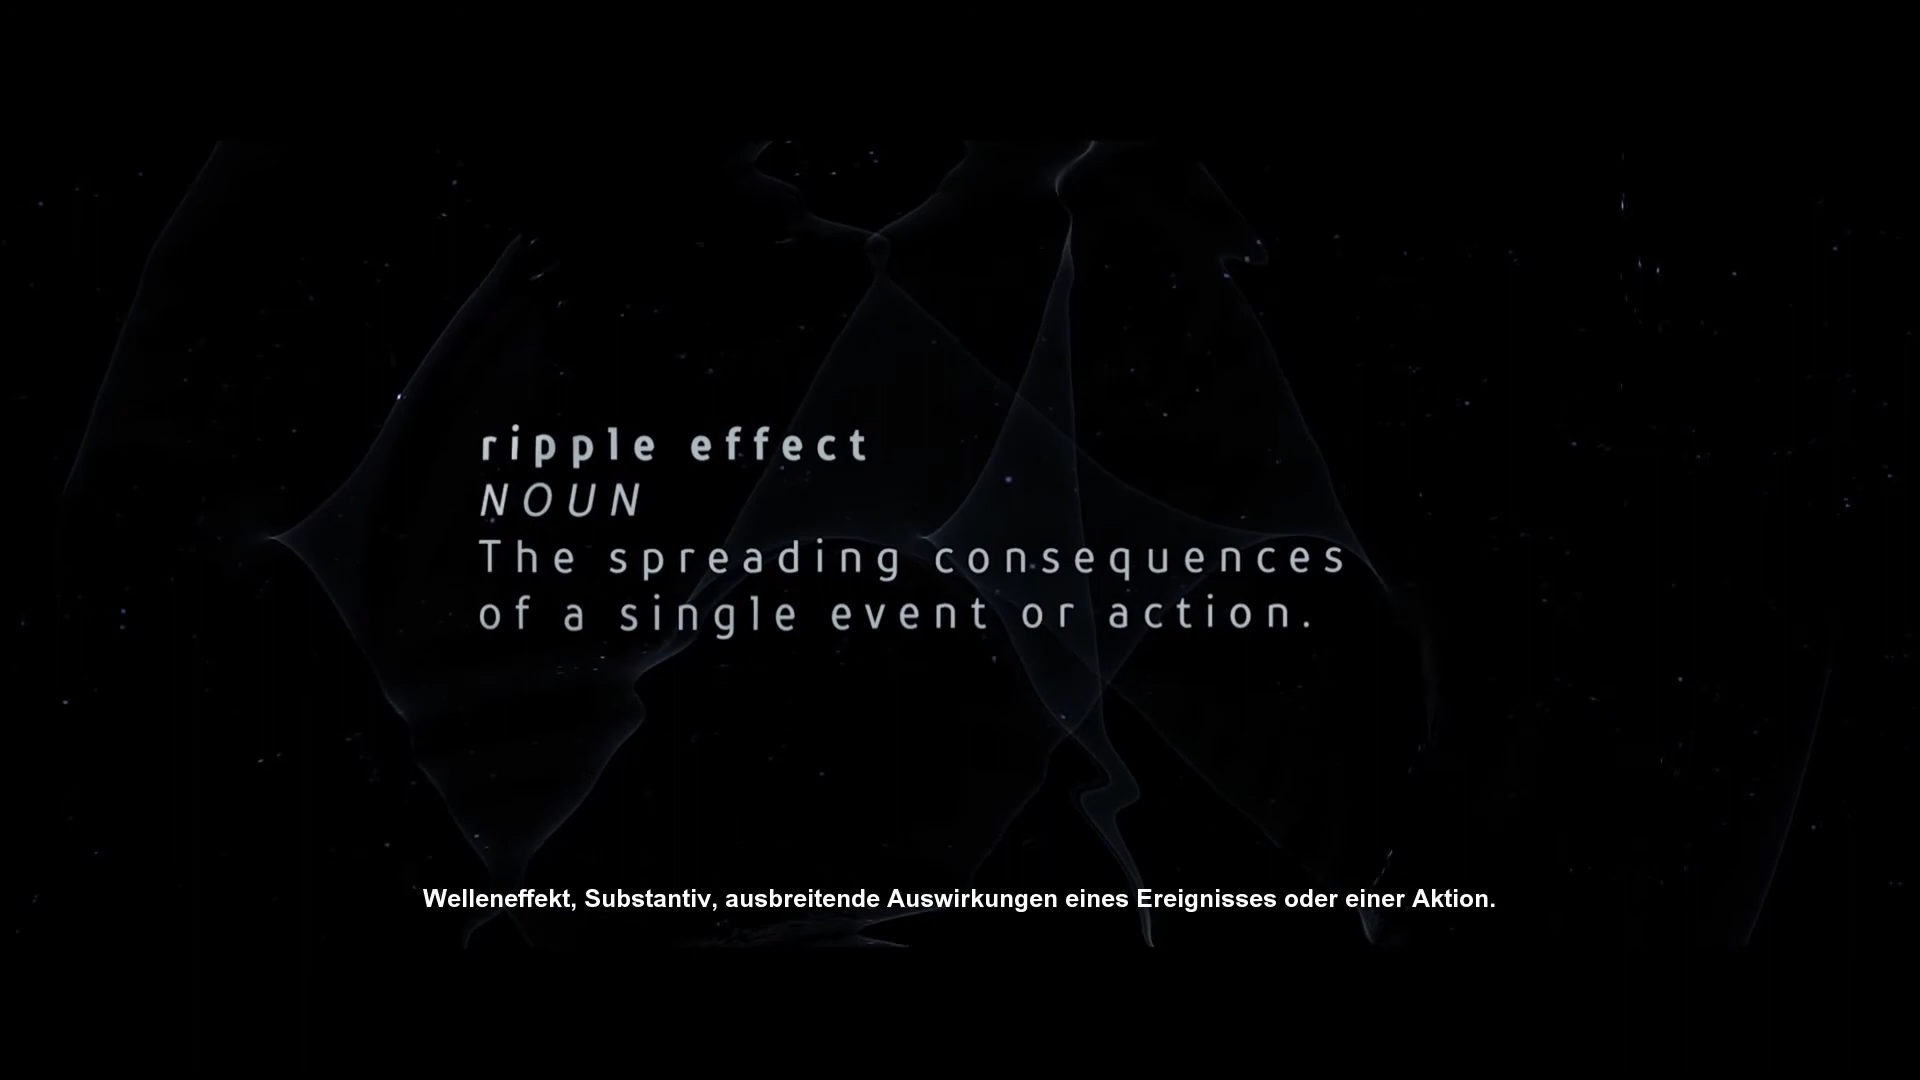 ripple effect
NOUN
The spreading consequences
of a single event or action.
Welleneffekt, Substantiv, ausbreitende Auswirkungen eines Ereignisses oder einer Aktion.